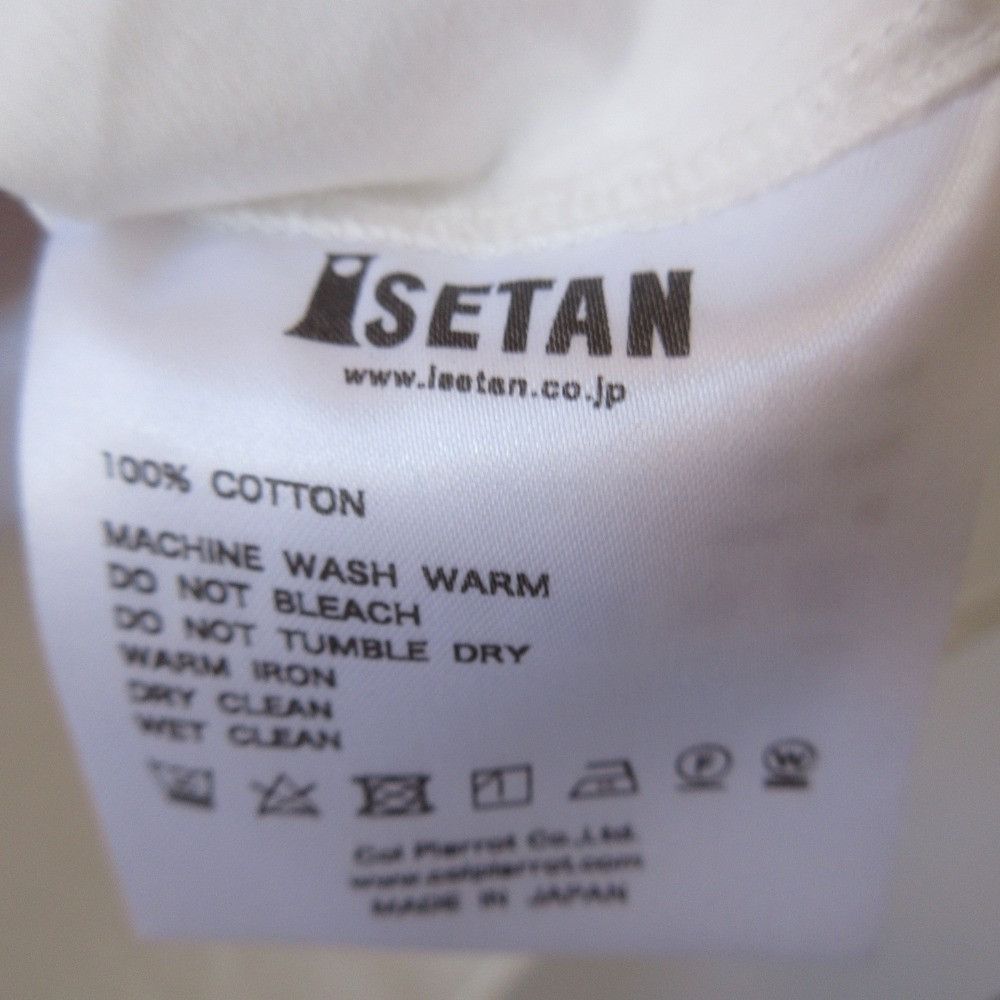 ISETAN
www.isetan.co.jp
100% COTTON
MACHINE WASH WARM
DO NOT BLEACH
DO NOT TUMBLE DRY
WARM IRON
DRY CLEAN
WET CLEAN
F W
Col Pierrot Co.,Ltd.
www.colpierrot.com
MADE IN JAPAN